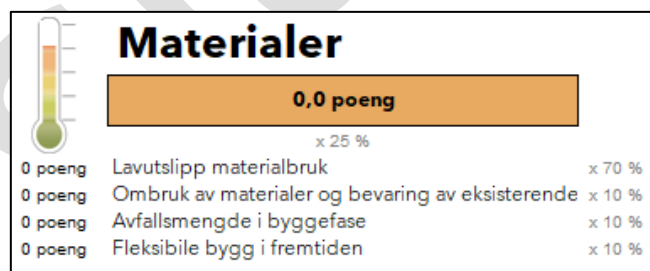 Materialer
0,0 poeng
x 25 %
0 poeng Lavutslipp materialbruk x 70 %
0 poeng Ombruk av materialer og bevaring av eksisterende x 10 %
0 poeng Avfallsmengde i byggefase x 10 %
0 poeng Fleksibile bygg i fremtiden x 10 %